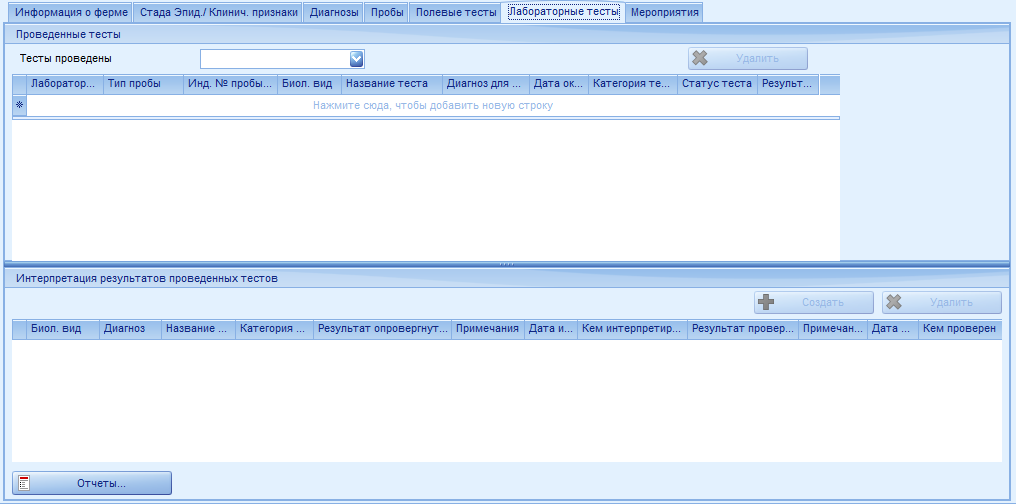 Информация о ферме Стада Эпид./ Клинич. признаки Диагнозы Пробы Полевые тесты Лабораторные тесты Мероприятия
Проведенные тесты
Тесты проведены Удалить
Лаборатор... Тип пробы Инд. № пробы... Биол. вид Название теста Диагноз для ... Дата ок... Категория те... Статус теста Результ...
Нажмите сюда, чтобы добавить новую строку
Интерпретация результатов проведенных тестов
Создать Удалить
Биол. вид Диагноз Название ... Категория ... Результат опровергнут... Примечания Дата и... Кем интерпретир... Результат провер... Примечан... Дата ... Кем проверен
Отчеты...